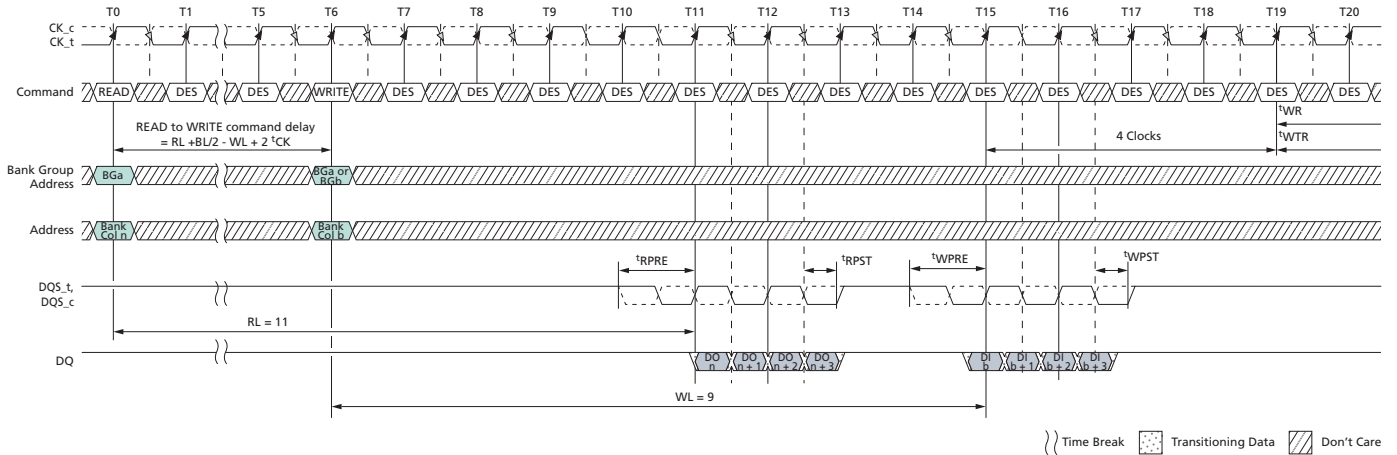 T0 T1 T5 T6 T7 T8 T9 T10 T11 T12 T13 T14 T15 T16 T17 T18 T19 T20
CK_c
CK_t
Command READ DES DES WRITE DES DES DES DES DES DES DES DES DES DES DES DES DES DES
tWR
READ to WRITE command delay
= RL +BL/2 - WL + 2 tCK
4 Clocks
tWTR
Bank Group
Address
BGa
BGa or
BGb
Address
Bank
Col n
Bank
Col b
tRPRE tRPST tWPRE tWPST
DQS_t,
DQS_c
RL = 11
DQ
DO
n
DO
n + 1
DO
n + 2
DO
n + 3
DI
b
DI
b + 1
DI
b + 2
DI
b + 3
WL = 9
Time Break Transitioning Data Don't Care